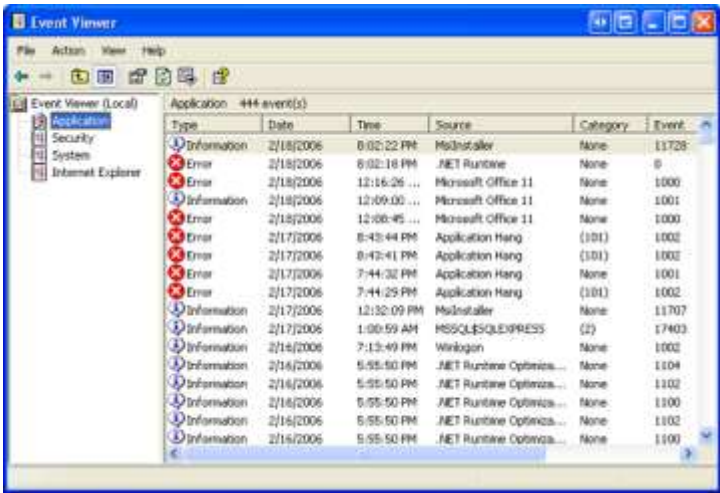 Event Viewer
File Action View Help
Event Viewer (Local)
Application
Security
System
Internet Explorer
Application 444 event(s)
Type Date Time Source Category Event
Information 2/18/2006 8:02:22 PM MsiInstaller None 11728
Error 2/18/2006 8:02:18 PM .NET Runtime None 0
Error 2/18/2006 12:16:26 ... Microsoft Office 11 None 1000
Information 2/18/2006 12:09:00 ... Microsoft Office 11 None 1001
Error 2/18/2006 12:08:45 ... Microsoft Office 11 None 1000
Error 2/17/2006 8:43:44 PM Application Hang (101) 1002
Error 2/17/2006 8:43:41 PM Application Hang (101) 1002
Error 2/17/2006 7:44:32 PM Application Hang None 1001
Error 2/17/2006 7:44:29 PM Application Hang (101) 1002
Information 2/17/2006 12:32:09 PM MsiInstaller None 11707
Information 2/17/2006 1:00:59 AM MSSQL$SQLEXPRESS (2) 17403
Information 2/16/2006 7:13:49 PM Winlogon None 1002
Information 2/16/2006 5:55:50 PM .NET Runtime Optimiza... None 1104
Information 2/16/2006 5:55:50 PM .NET Runtime Optimiza... None 1102
Information 2/16/2006 5:55:50 PM .NET Runtime Optimiza... None 1100
Information 2/16/2006 5:55:50 PM .NET Runtime Optimiza... None 1102
Information 2/16/2006 5:55:50 PM .NET Runtime Optimiza... None 1100